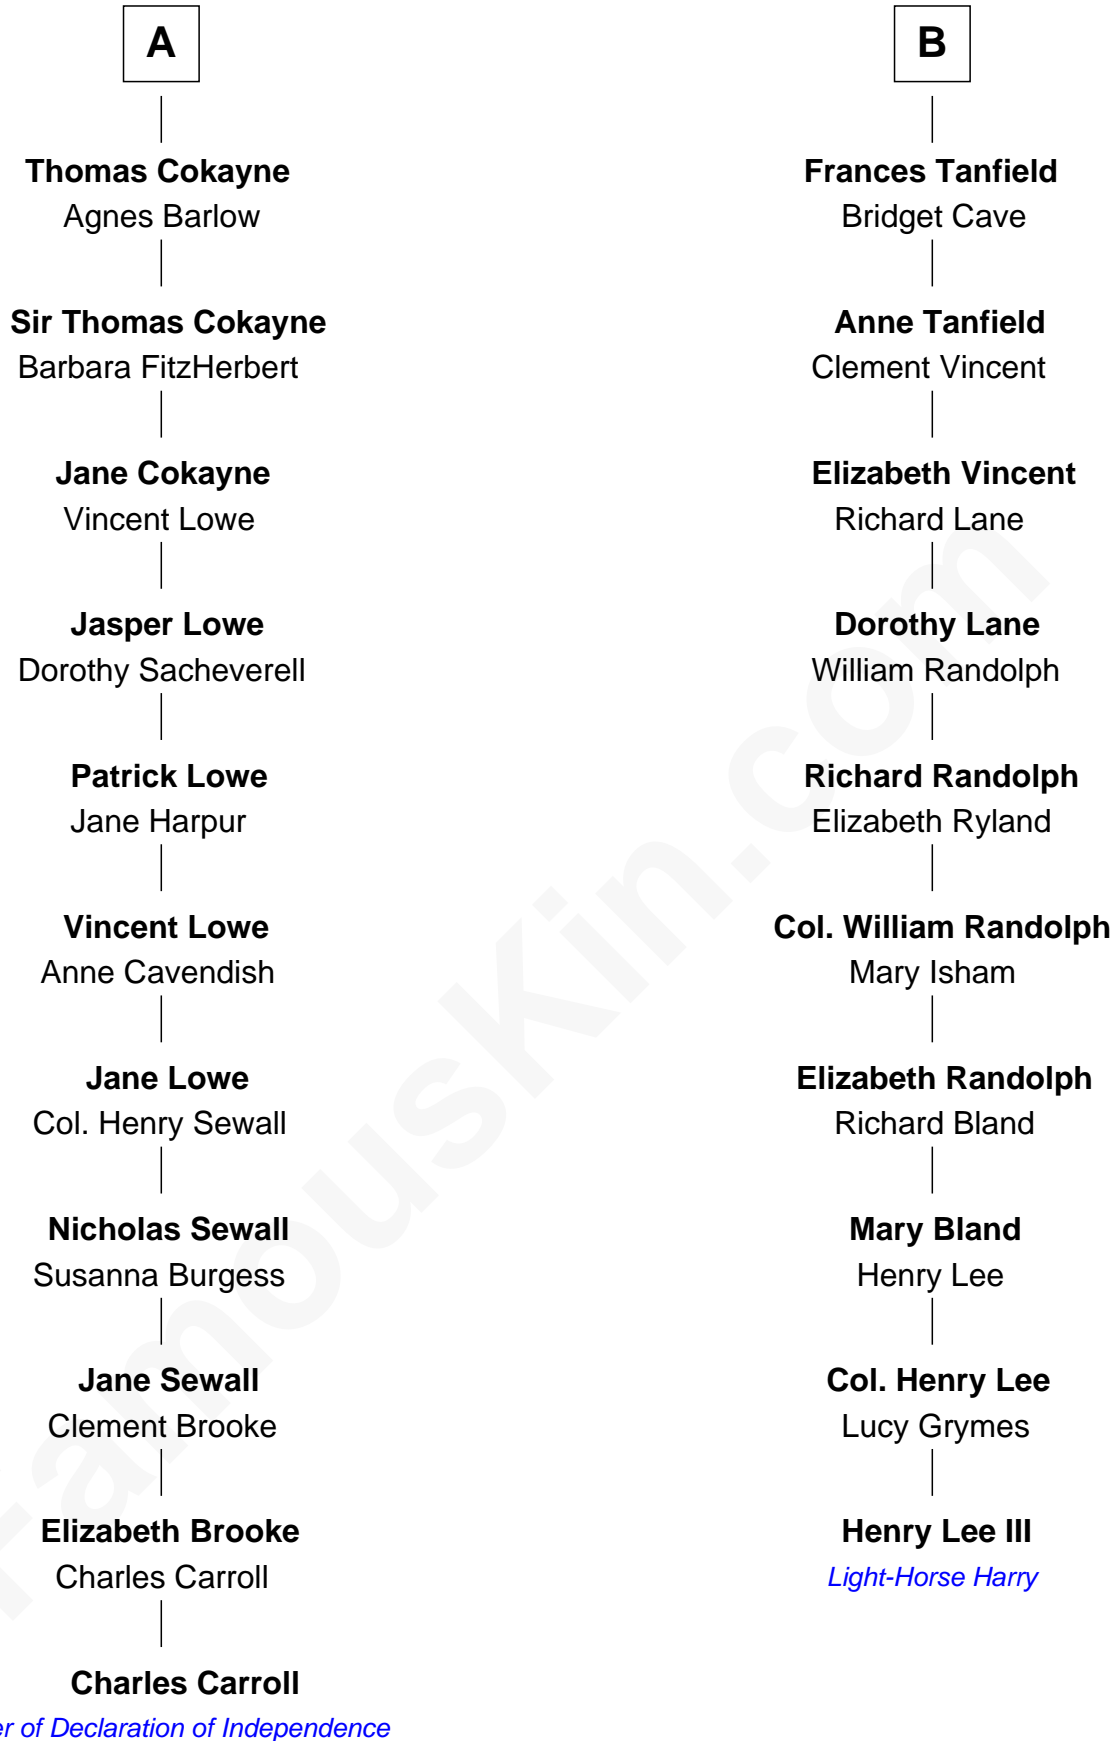 A
Thomas Cokayne
Agnes Barlow
Sir Thomas Cokayne
Barbara FitzHerbert
Jane Cokayne
Vincent Lowe
Jasper Lowe
Dorothy Sacheverell
Patrick Lowe
Jane Harpur
Vincent Lowe
Anne Cavendish
Jane Lowe
Col. Henry Sewall
Nicholas Sewall
Susanna Burgess
Jane Sewall
Clement Brooke
Elizabeth Brooke
Charles Carroll
Charles Carroll
er of Declaration of Independence
B
Frances Tanfield
Bridget Cave
Anne Tanfield
Clement Vincent
Elizabeth Vincent
Richard Lane
Dorothy Lane
William Randolph
Richard Randolph
Elizabeth Ryland
Col. William Randolph
Mary Isham
Elizabeth Randolph
Richard Bland
Mary Bland
Henry Lee
Col. Henry Lee
Lucy Grymes
Henry Lee III
Light-Horse Harry
FamousKin.com